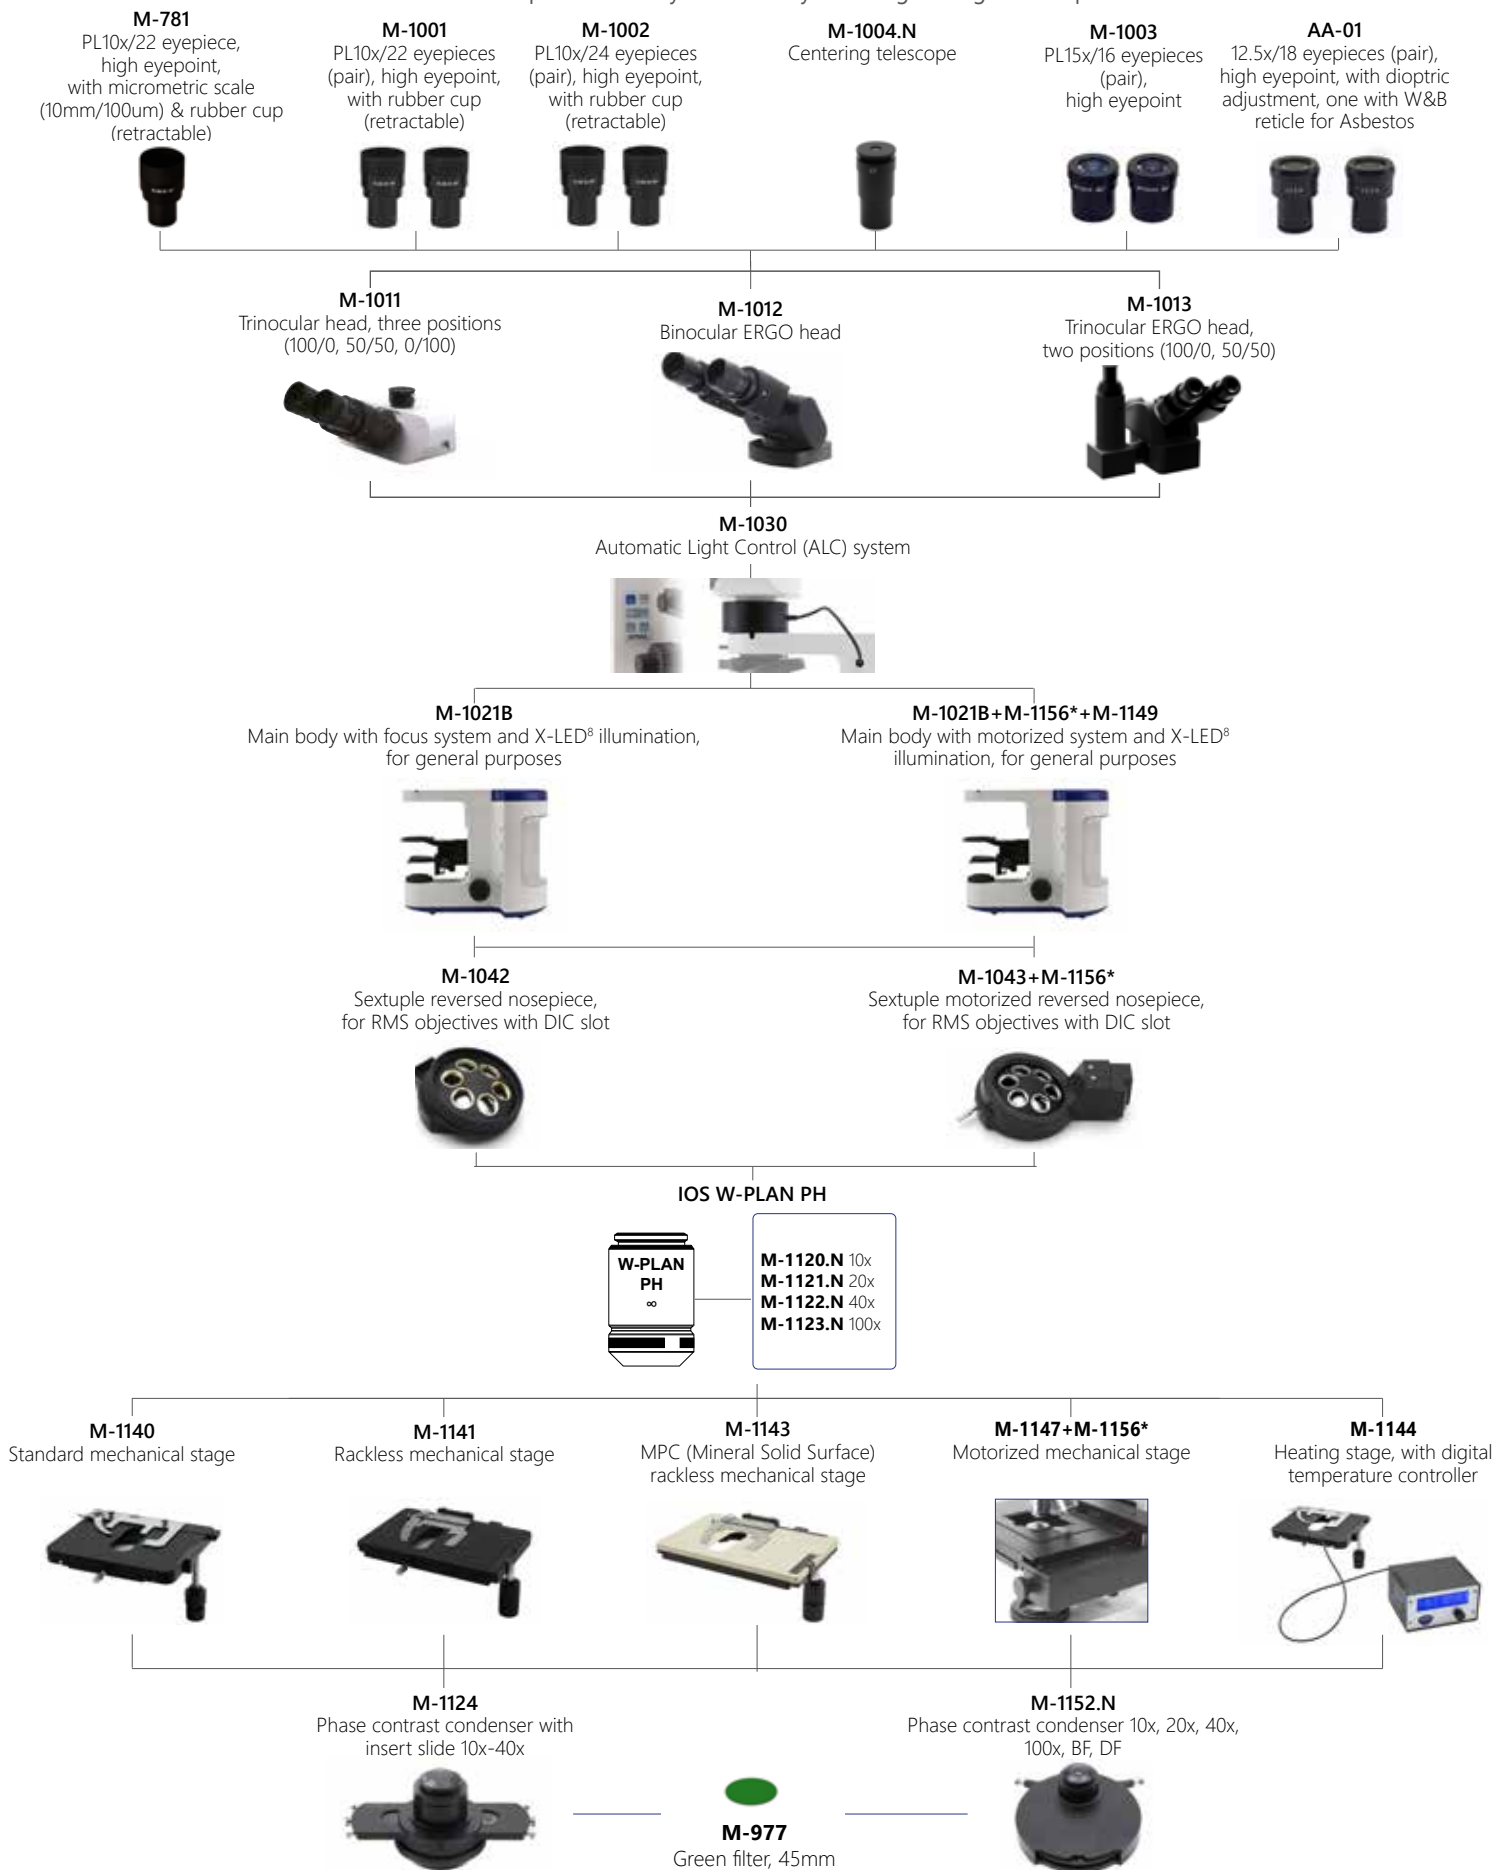 M-781
PL10x/22 eyepiece,
high eyepoint,
with micrometric scale
(10mm/100um) & rubber cup
(retractable)
M-1001
PL10x/22 eyepieces
(pair), high eyepoint,
with rubber cup
(retractable)
M-1002
PL10x/24 eyepieces
(pair), high eyepoint,
with rubber cup
(retractable)
M-1004.N
Centering telescope
M-1003
PL15x/16 eyepieces
(pair),
high eyepoint
AA-01
12.5x/18 eyepieces (pair),
high eyepoint, with dioptric
adjustment, one with W&B
reticle for Asbestos
M-1011
Trinocular head, three positions
(100/0, 50/50, 0/100)
M-1012
Binocular ERGO head
M-1013
Trinocular ERGO head,
two positions (100/0, 50/50)
M-1030
Automatic Light Control (ALC) system
M-1021B
Main body with focus system and X-LED⁸ illumination,
for general purposes
M-1021B+M-1156*+M-1149
Main body with motorized system and X-LED⁸
illumination, for general purposes
M-1042
Sextuple reversed nosepiece,
for RMS objectives with DIC slot
M-1043+M-1156*
Sextuple motorized reversed nosepiece,
for RMS objectives with DIC slot
IOS W-PLAN PH
W-PLAN
PH
∞
M-1120.N 10x
M-1121.N 20x
M-1122.N 40x
M-1123.N 100x
M-1140
Standard mechanical stage
M-1141
Rackless mechanical stage
M-1143
MPC (Mineral Solid Surface)
rackless mechanical stage
M-1147+M-1156*
Motorized mechanical stage
M-1144
Heating stage, with digital
temperature controller
M-1124
Phase contrast condenser with
insert slide 10x-40x
M-1152.N
Phase contrast condenser 10x, 20x, 40x,
100x, BF, DF
M-977
Green filter, 45mm